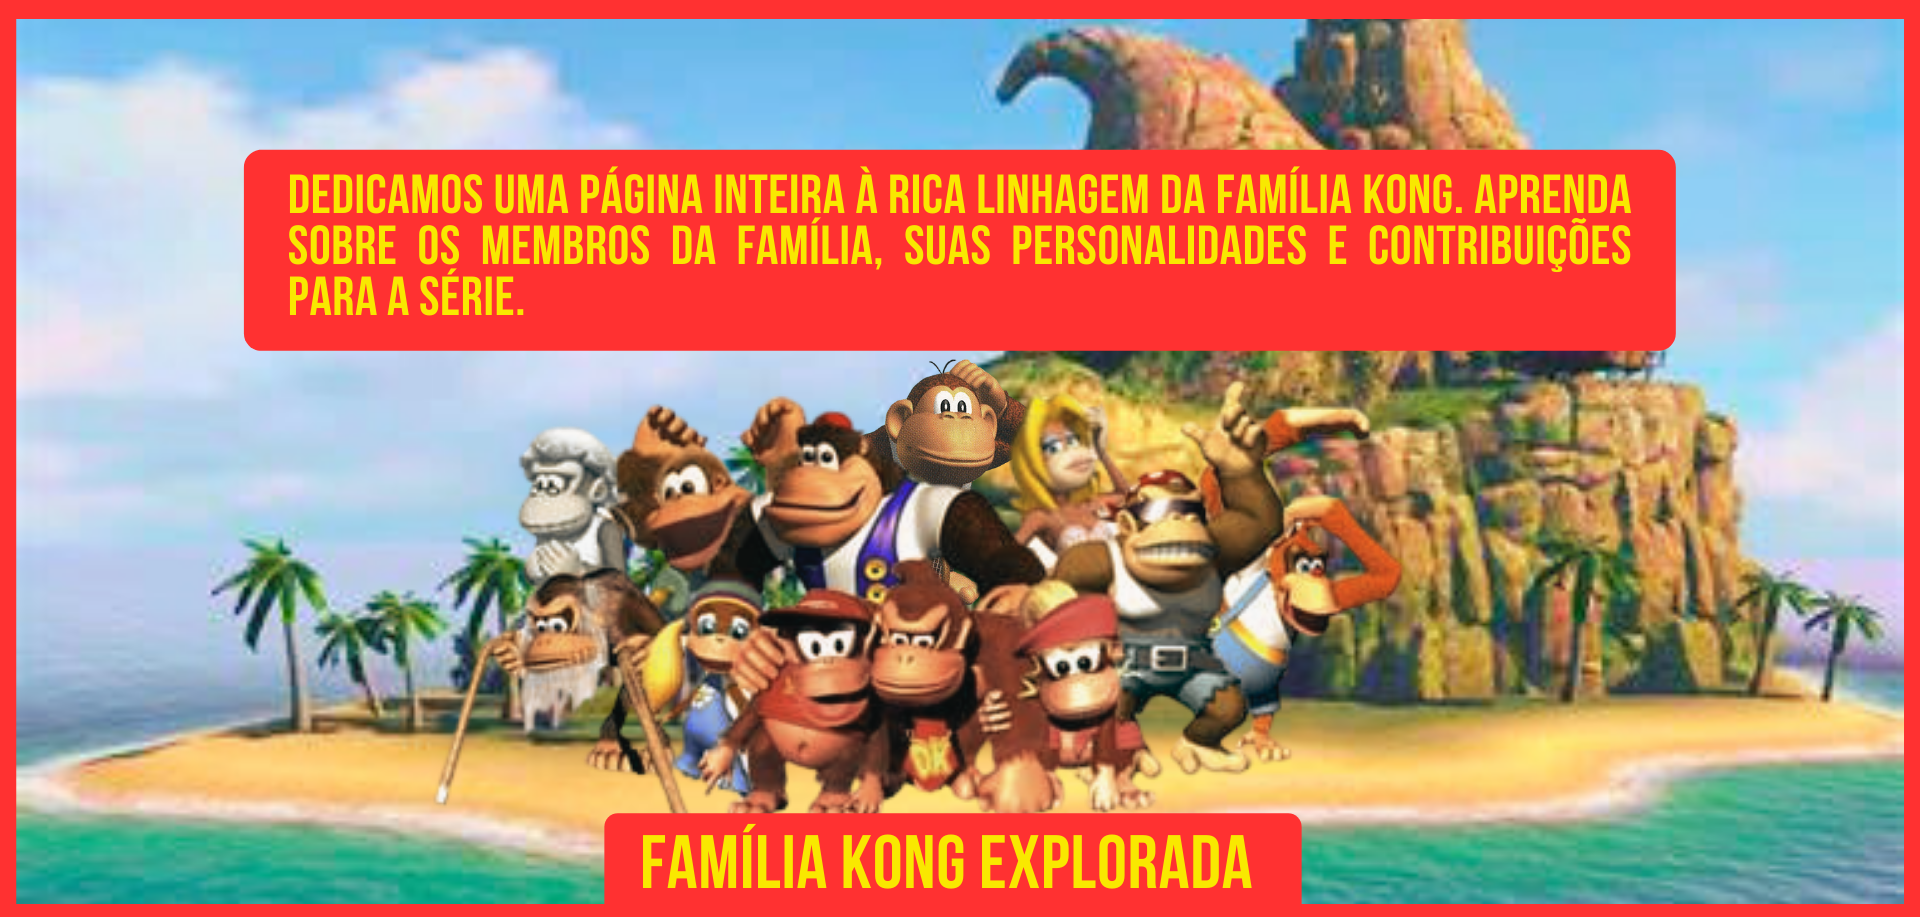 DEDICAMOS UMA PÁGINA INTEIRA À RICA LINHAGEM DA FAMÍLIA KONG. APRENDA
SOBRE OS MEMBROS DA FAMÍLIA, SUAS PERSONALIDADES E CONTRIBUIÇÕES
PARA A SÉRIE.
DK
FAMÍLIA KONG EXPLORADA